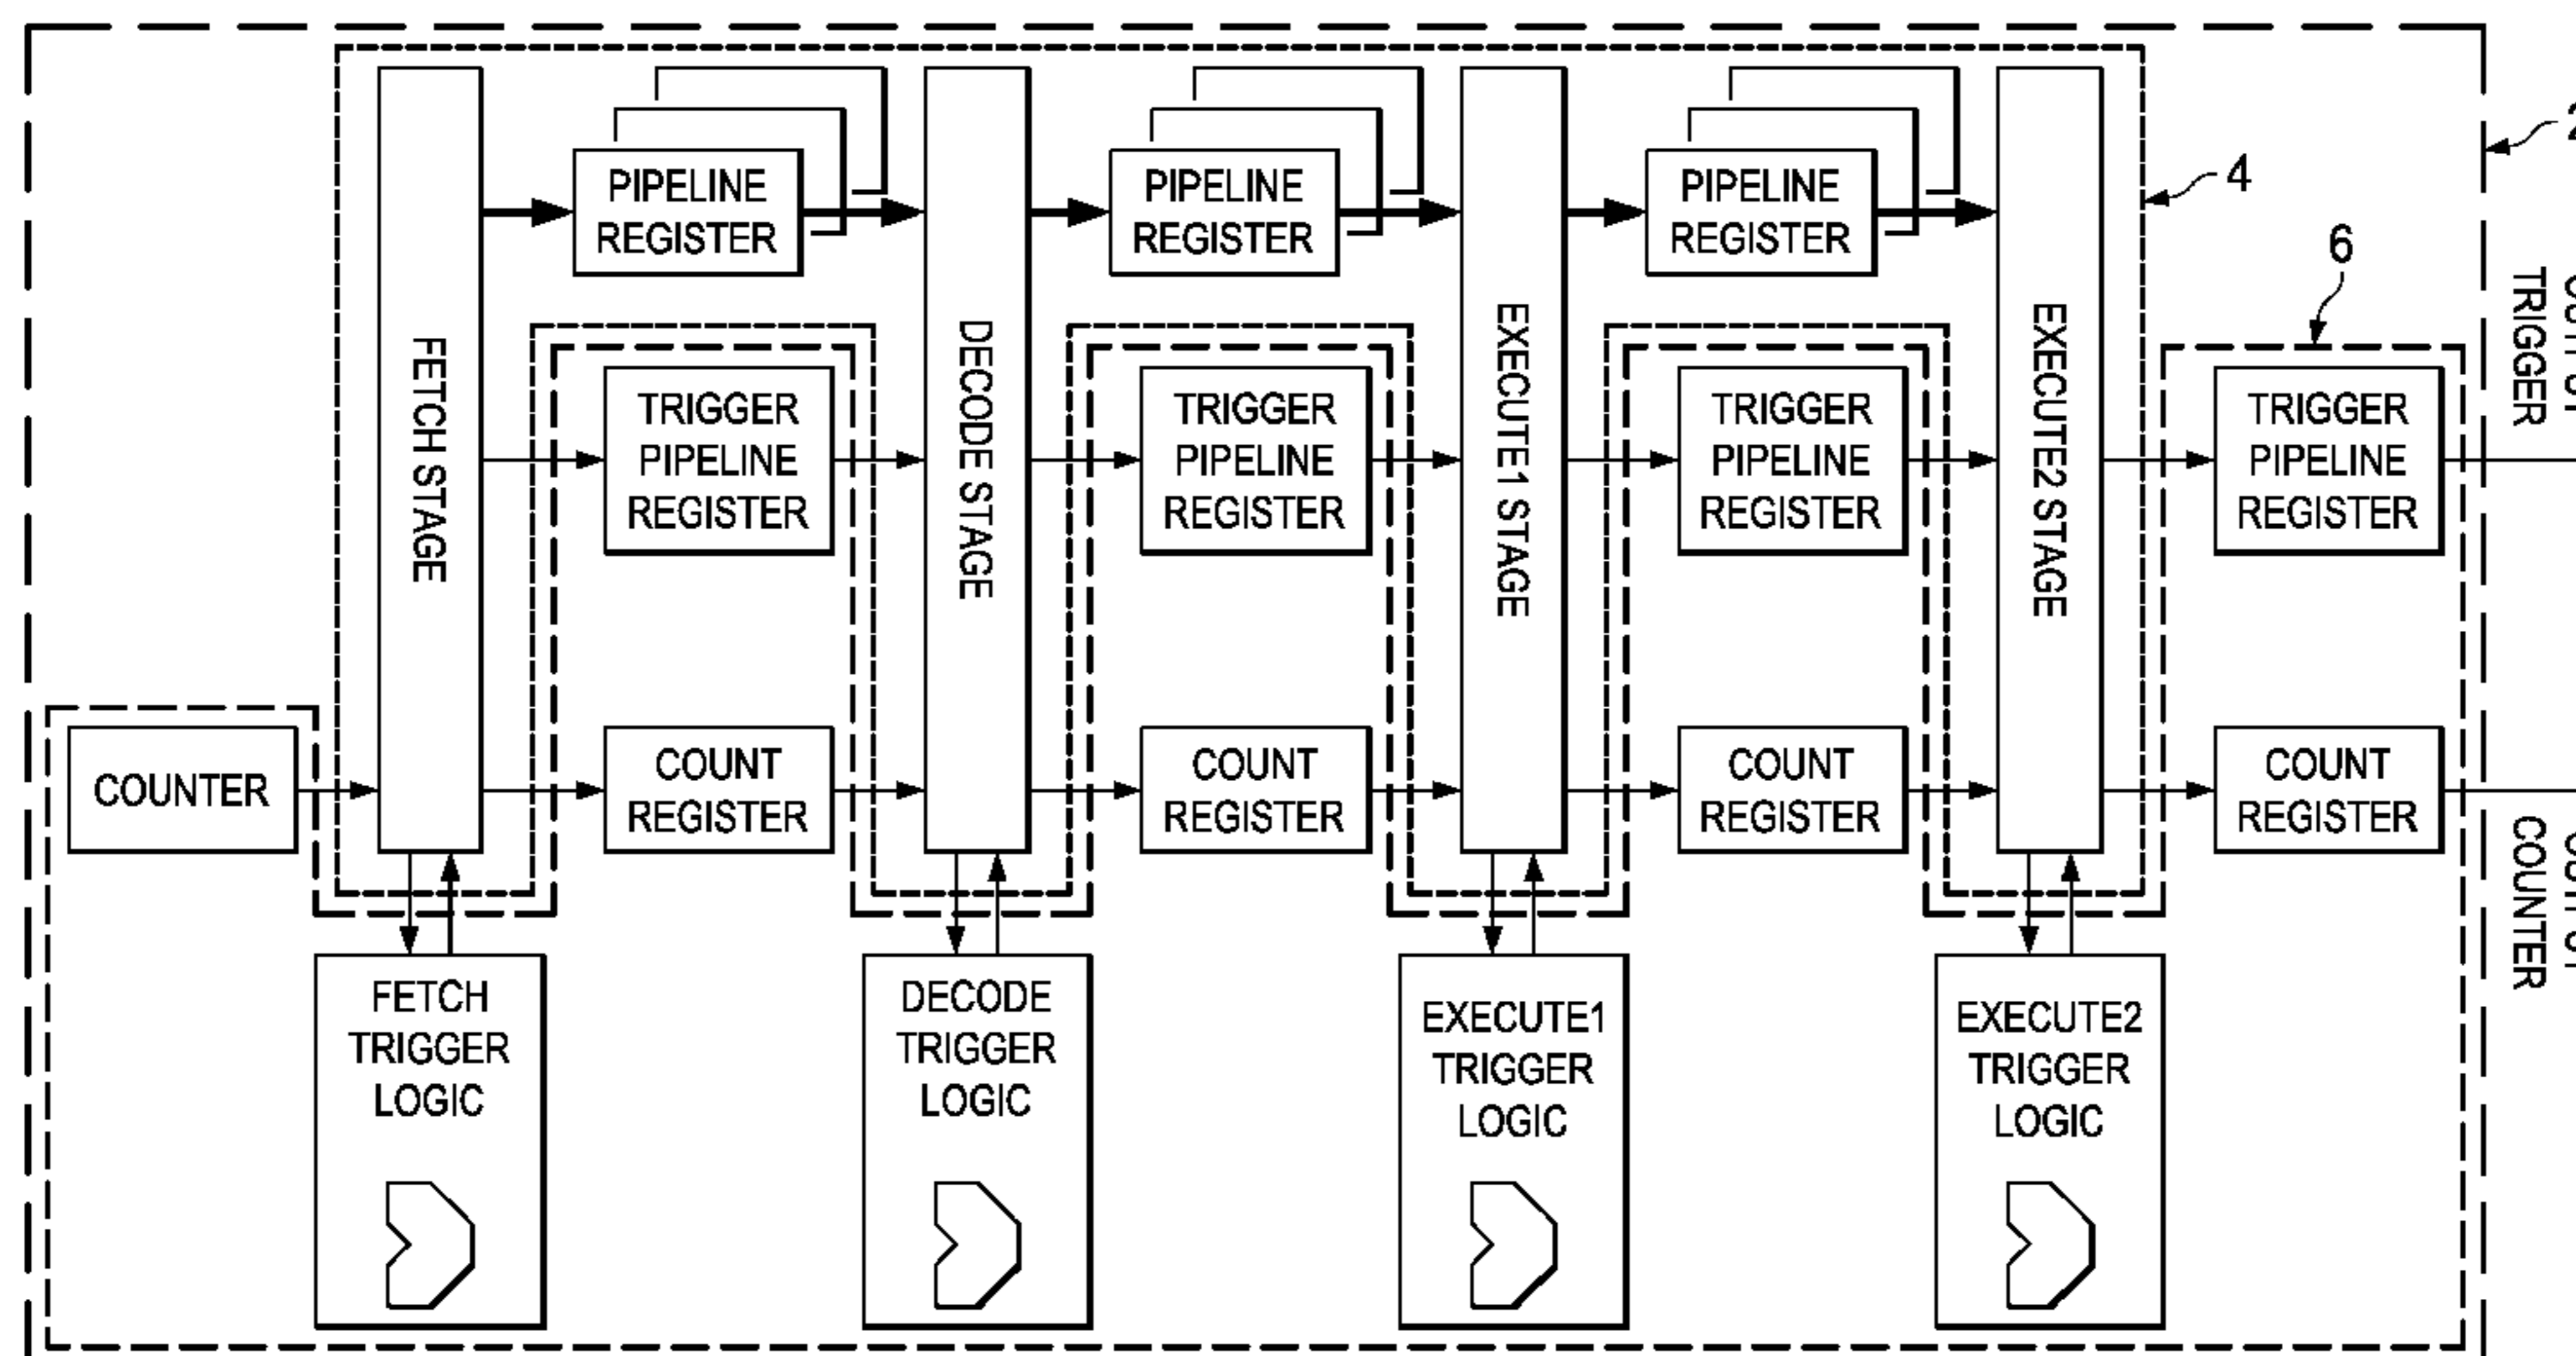 2
4
6
PIPELINE
REGISTER
PIPELINE
REGISTER
PIPELINE
REGISTER
FETCH STAGE
DECODE STAGE
EXECUTE1 STAGE
EXECUTE2 STAGE
TRIGGER
PIPELINE
REGISTER
TRIGGER
PIPELINE
REGISTER
TRIGGER
PIPELINE
REGISTER
TRIGGER
PIPELINE
REGISTER
TRIGGER
COUNTER
COUNT
REGISTER
COUNT
REGISTER
COUNT
REGISTER
COUNT
REGISTER
COUNTER
FETCH
TRIGGER
LOGIC
DECODE
TRIGGER
LOGIC
EXECUTE1
TRIGGER
LOGIC
EXECUTE2
TRIGGER
LOGIC